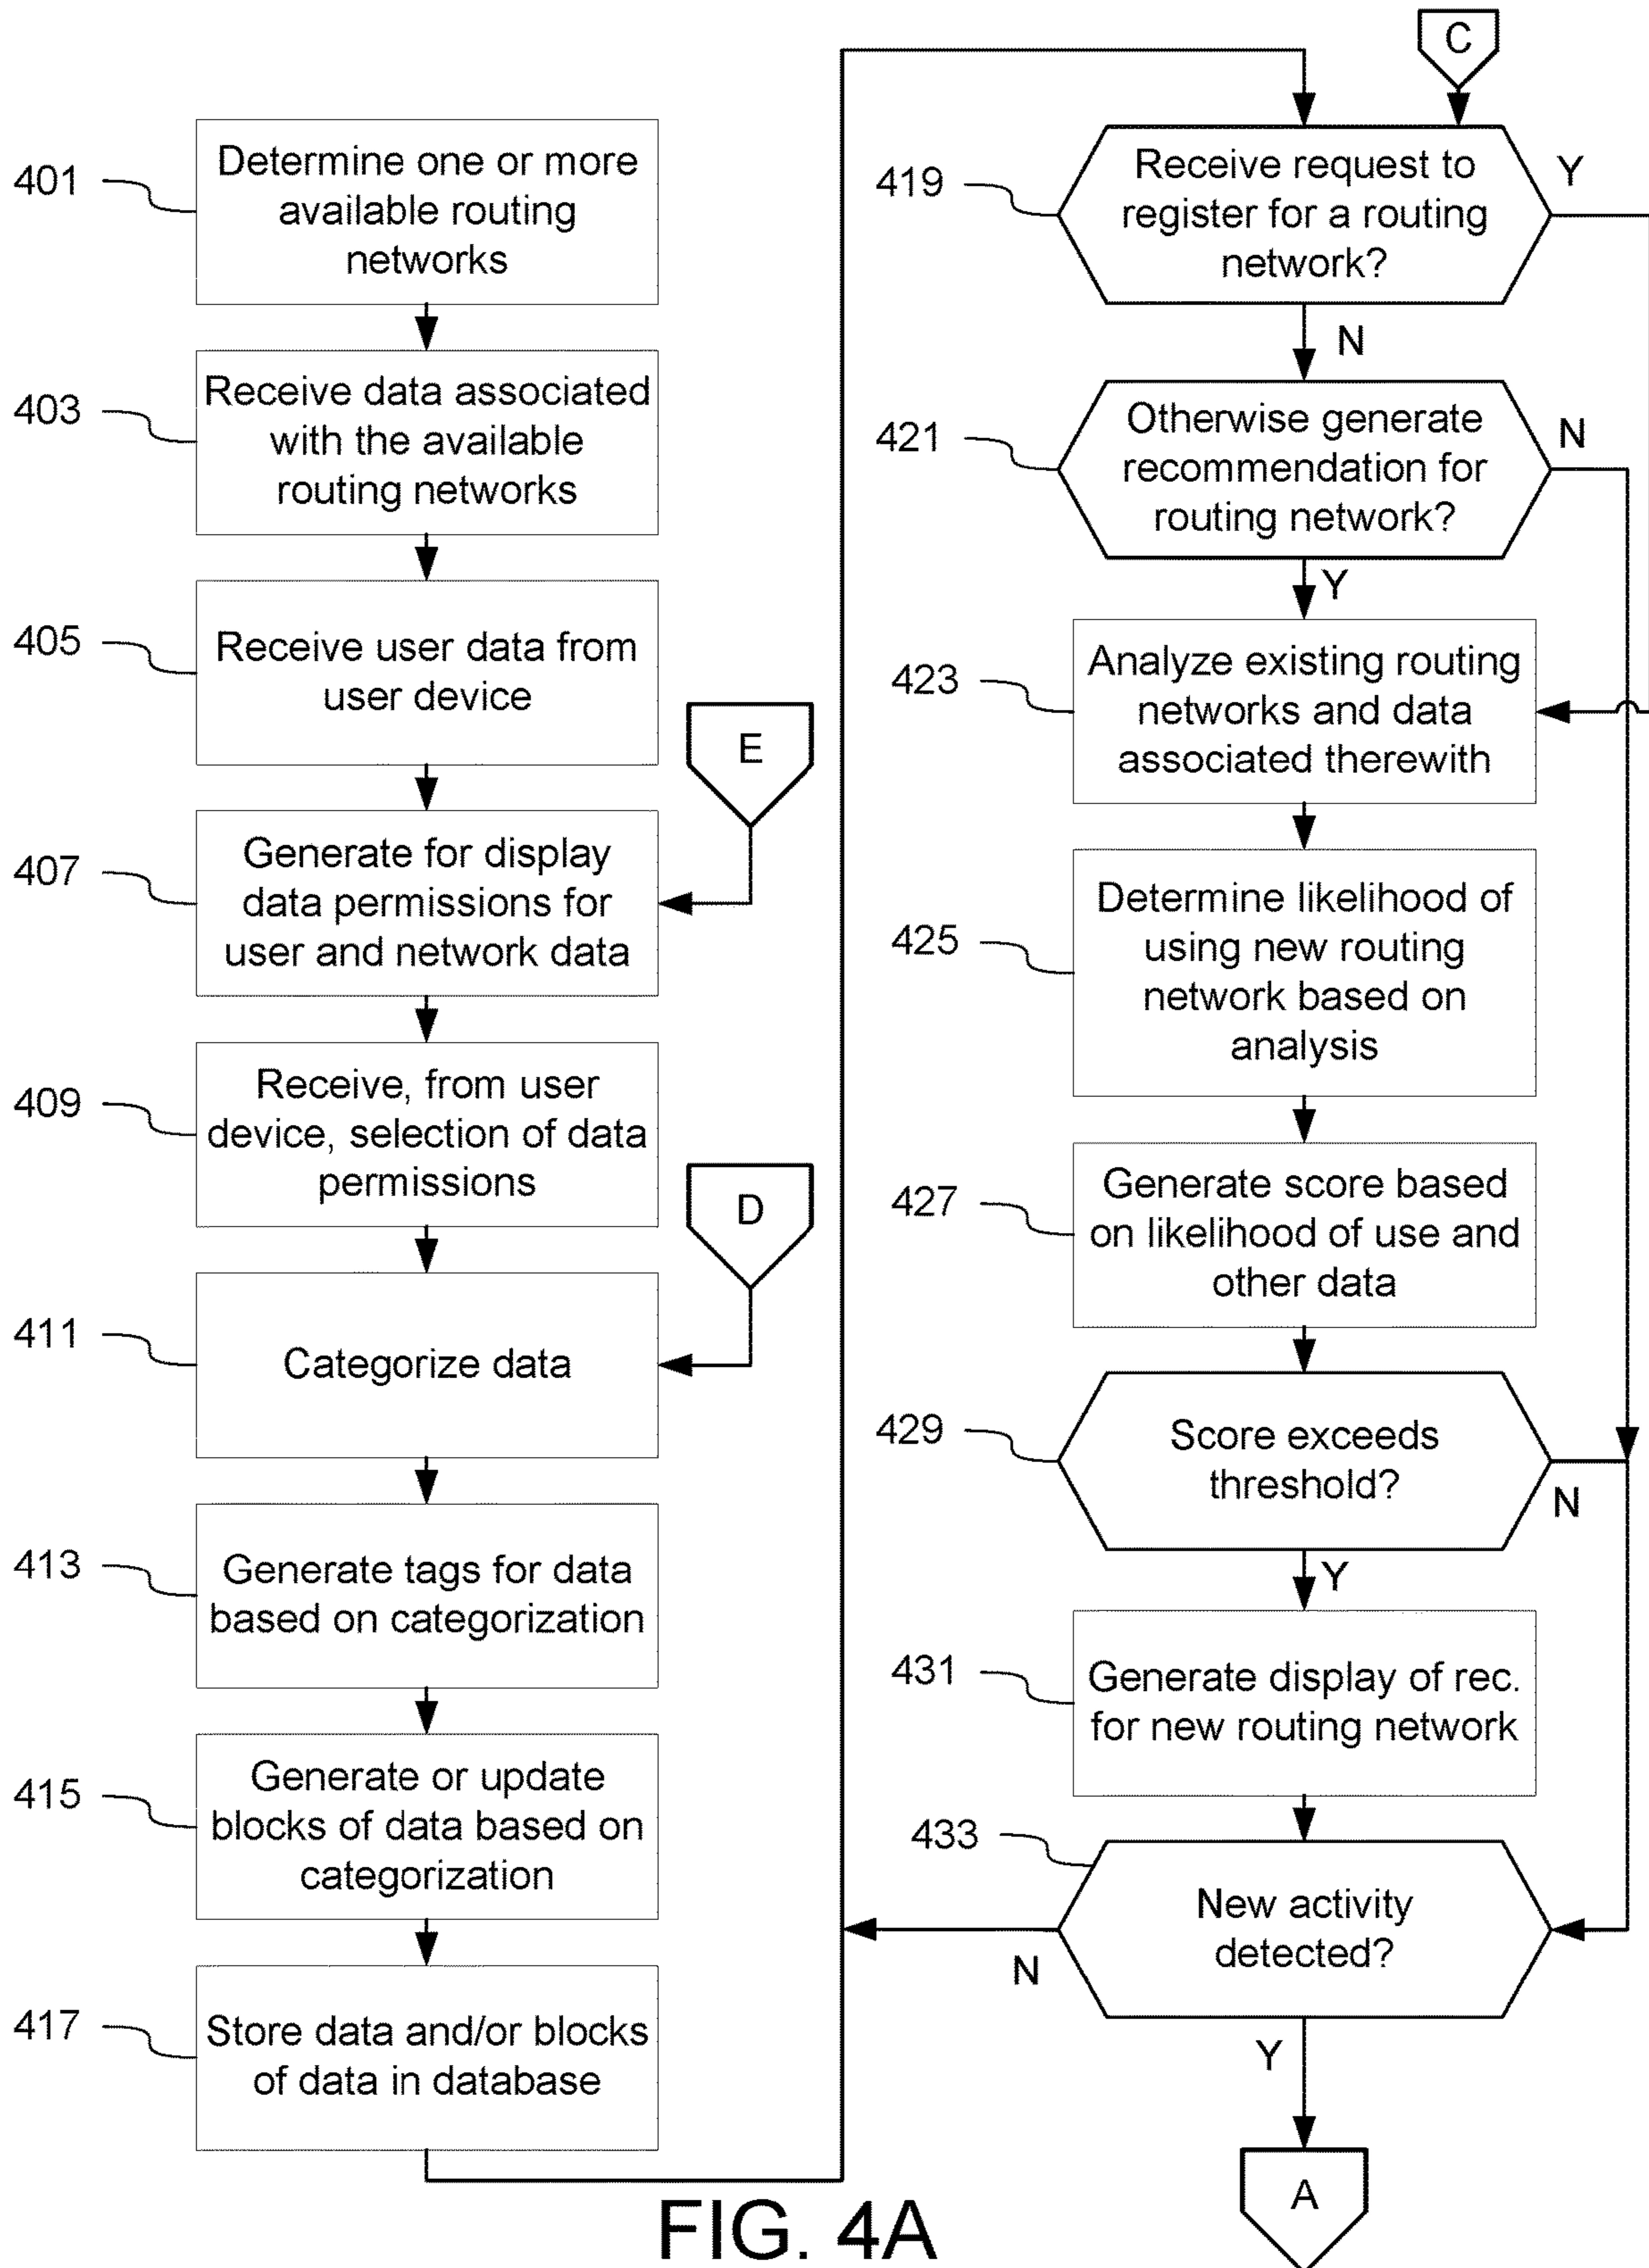 401
Determine one or more
available routing
networks
403
Receive data associated
with the available
routing networks
405
Receive user data from
user device
E
407
Generate for display
data permissions for
user and network data
409
Receive, from user
device, selection of data
permissions
D
411
Categorize data
413
Generate tags for data
based on categorization
415
Generate or update
blocks of data based on
categorization
417
Store data and/or blocks
of data in database
C
419
Receive request to
register for a routing
network?
Y
N
421
Otherwise generate
recommendation for
routing network?
N
Y
423
Analyze existing routing
networks and data
associated therewith
425
Determine likelihood of
using new routing
network based on
analysis
427
Generate score based
on likelihood of use and
other data
429
Score exceeds
threshold?
N
Y
431
Generate display of rec.
for new routing network
433
New activity
detected?
N
Y
A
FIG. 4A